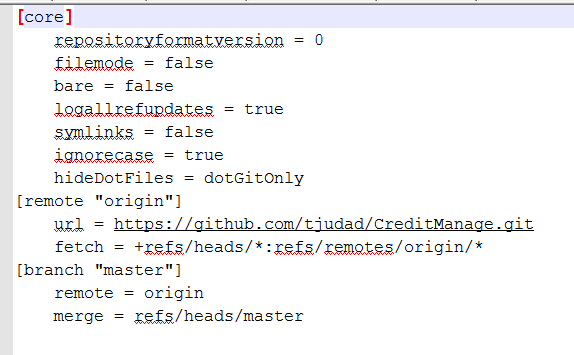 [core]
repositoryformatversion = 0
filemode = false
bare = false
logallrefupdates = true
symlinks = false
ignorecase = true
hideDotFiles = dotGitOnly
[remote "origin"]
url = https://github.com/tjudad/CreditManage.git
fetch = +refs/heads/*:refs/remotes/origin/*
[branch "master"]
remote = origin
merge = refs/heads/master